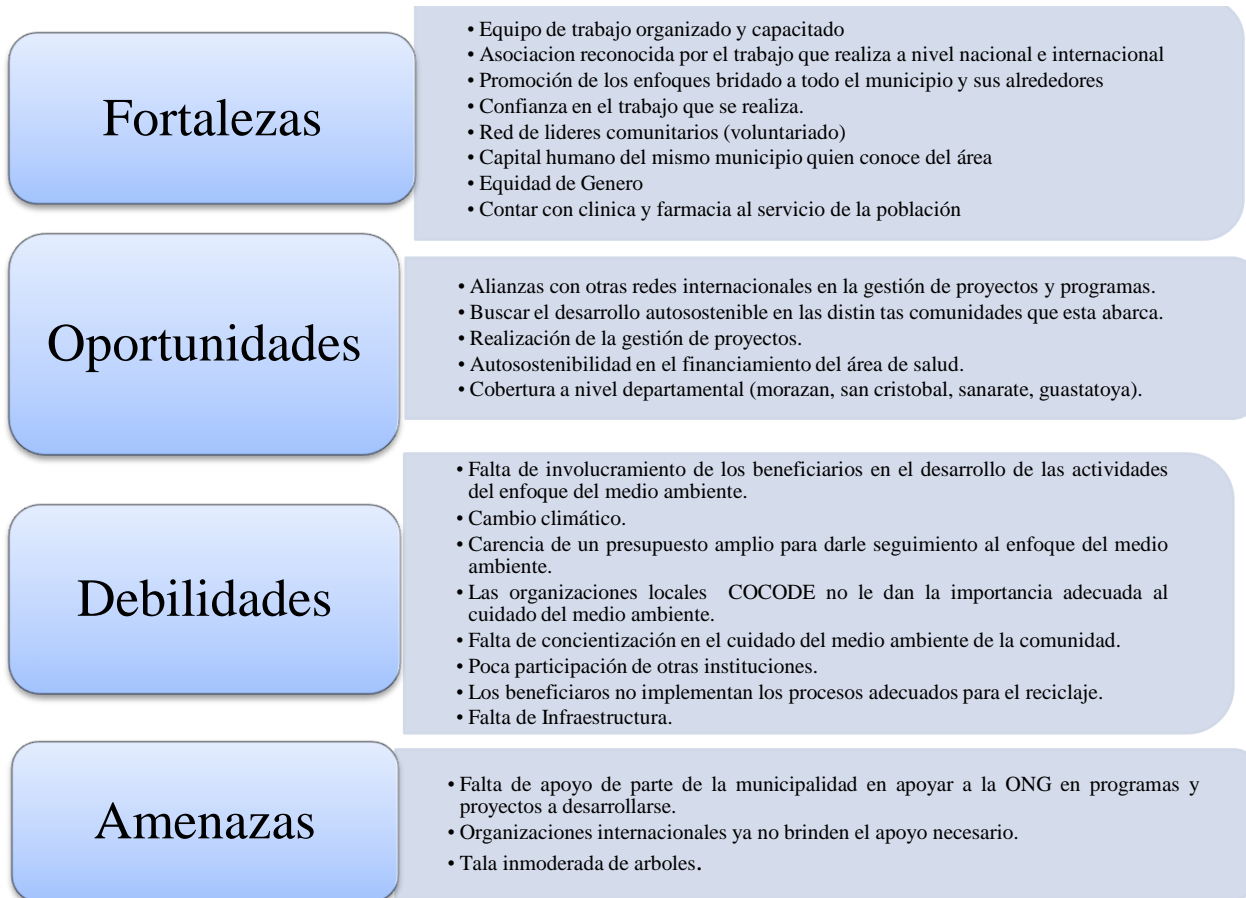 Fortalezas
• Equipo de trabajo organizado y capacitado
• Asociacion reconocida por el trabajo que realiza a nivel nacional e internacional
• Promoción de los enfoques bridado a todo el municipio y sus alrededores
• Confianza en el trabajo que se realiza.
• Red de lideres comunitarios (voluntariado)
• Capital humano del mismo municipio quien conoce del área
• Equidad de Genero
• Contar con clinica y farmacia al servicio de la población
Oportunidades
• Alianzas con otras redes internacionales en la gestión de proyectos y programas.
• Buscar el desarrollo autosostenible en las distin tas comunidades que esta abarca.
• Realización de la gestión de proyectos.
• Autosostenibilidad en el financiamiento del área de salud.
• Cobertura a nivel departamental (morazan, san cristobal, sanarate, guastatoya).
Debilidades
• Falta de involucramiento de los beneficiarios en el desarrollo de las actividades
del enfoque del medio ambiente.
• Cambio climático.
• Carencia de un presupuesto amplio para darle seguimiento al enfoque del medio
ambiente.
• Las organizaciones locales COCODE no le dan la importancia adecuada al
cuidado del medio ambiente.
• Falta de concientización en el cuidado del medio ambiente de la comunidad.
• Poca participación de otras instituciones.
• Los beneficiaros no implementan los procesos adecuados para el reciclaje.
• Falta de Infraestructura.
Amenazas
• Falta de apoyo de parte de la municipalidad en apoyar a la ONG en programas y
proyectos a desarrollarse.
• Organizaciones internacionales ya no brinden el apoyo necesario.
• Tala inmoderada de arboles.